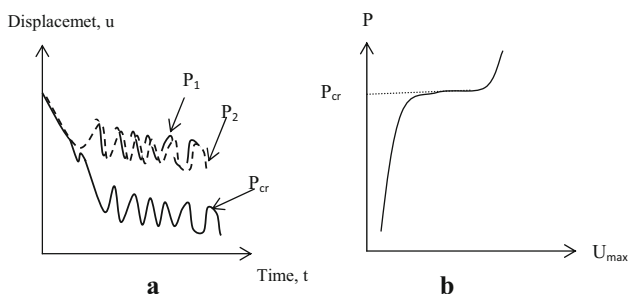 Displacemet, u
P1
P2
Pcr
Time, t
a
P
Pcr
Umax
b